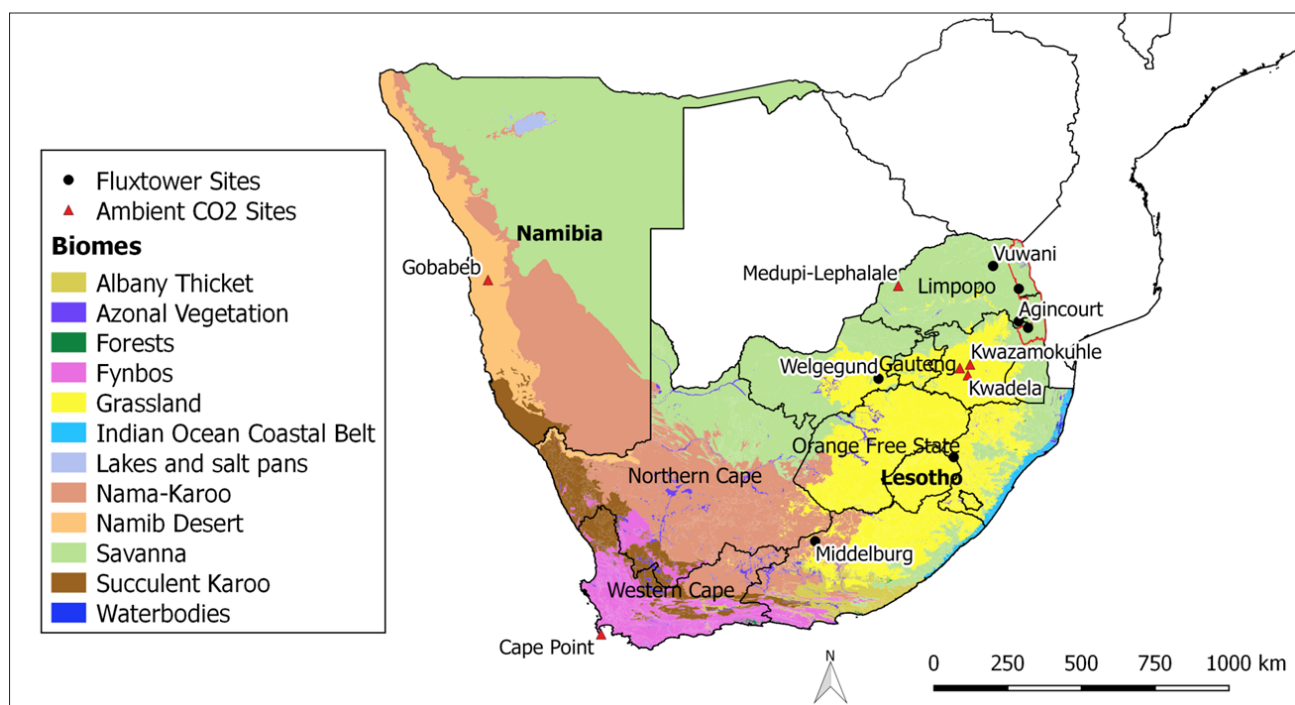 Fluxtower Sites
Ambient CO2 Sites
Biomes
Albany Thicket
Azonal Vegetation
Forests
Fynbos
Grassland
Indian Ocean Coastal Belt
Lakes and salt pans
Nama-Karoo
Namib Desert
Savanna
Succulent Karoo
Waterbodies
Namibia
Gobabeb
Vuwani
Medupi-Lephalale
Limpopo
Agincourt
Kwazamokuhle
Welgegund
Gauteng
Kwadela
Orange Free State
Northern Cape
Lesotho
Middelburg
Western Cape
Cape Point
N
0 250 500 750 1000 km